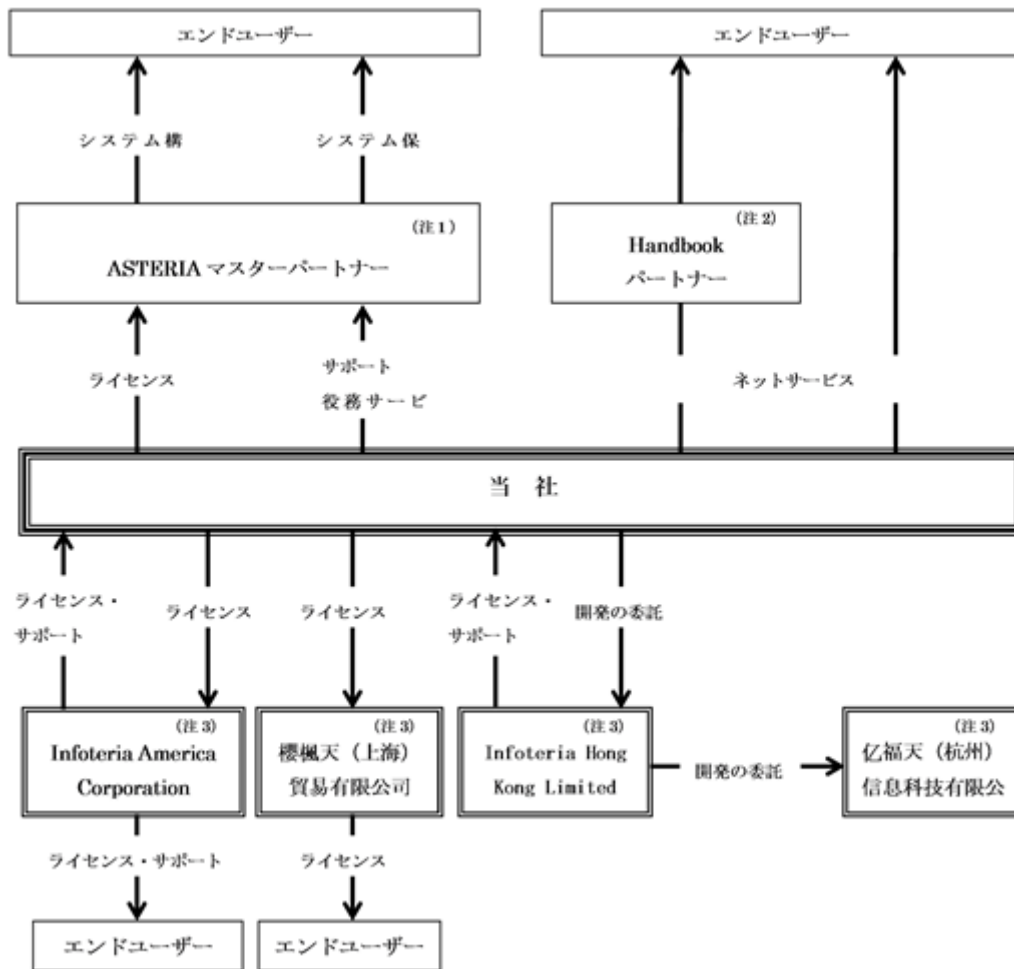 エンドユーザー
エンドユーザー
システム構
システム保
(注1)
ASTERIA マスターパートナー
(注2)
Handbook
パートナー
ライセンス
サポート
役務サービ
ネットサービス
当 社
ライセンス・
サポート
ライセンス
ライセンス
ライセンス・
サポート
開発の委託
(注3)
Infoteria America
Corporation
(注3)
櫻楓天(上海)
貿易有限公司
(注3)
Infoteria Hong
Kong Limited
開発の委託
(注3)
亿福天(杭州)
信息科技有限公
ライセンス・サポート
ライセンス
エンドユーザー
エンドユーザー